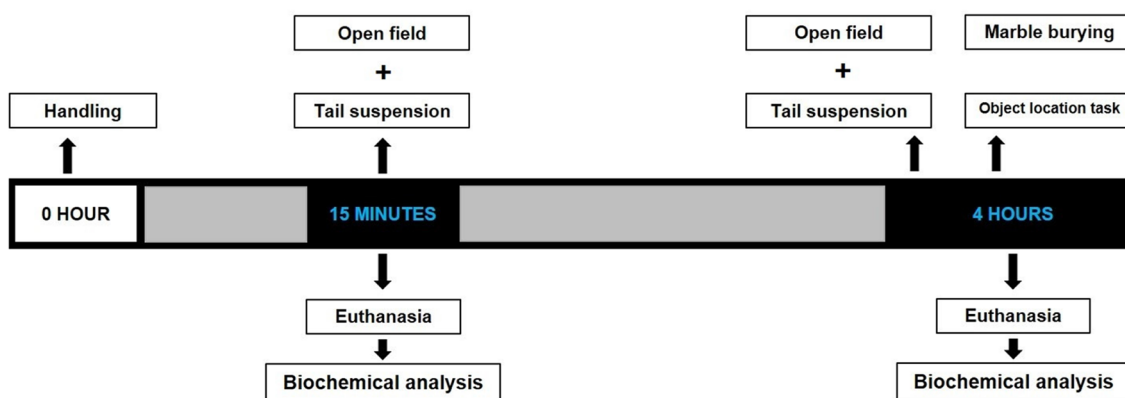 Open field
+
Tail suspension
Handling
Open field
+
Tail suspension
Marble burying
Object location task
0 HOUR
15 MINUTES
4 HOURS
Euthanasia
Biochemical analysis
Euthanasia
Biochemical analysis